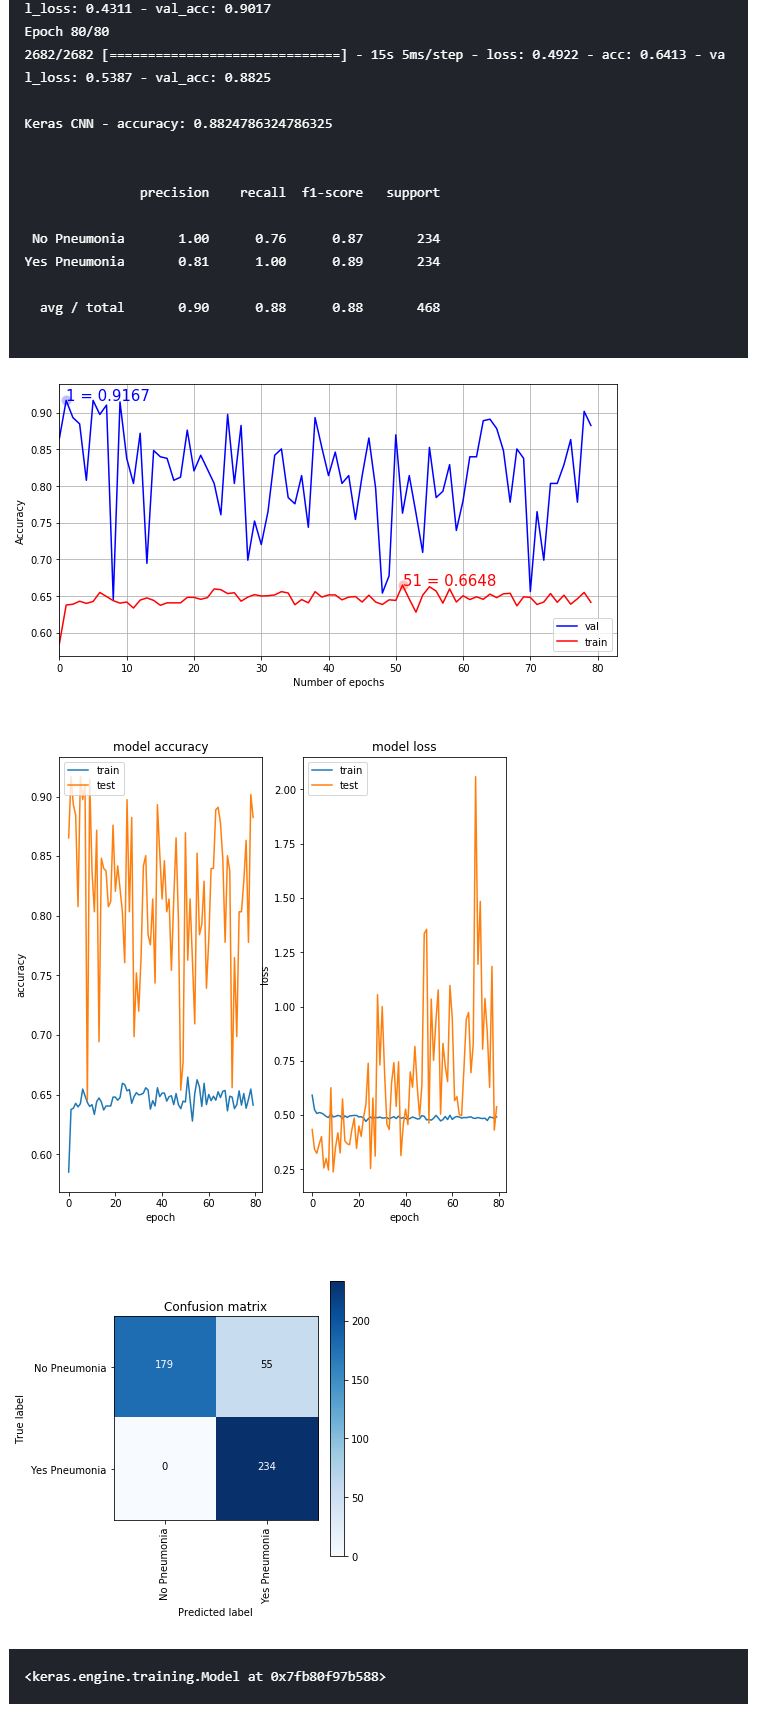 l_loss: 0.4311 - val_acc: 0.9017
Epoch 80/80
2682/2682 [==============================] - 15s 5ms/step - loss: 0.4922 - acc: 0.6413 - va
l_loss: 0.5387 - val_acc: 0.8825
Keras CNN - accuracy: 0.8824786324786325
precision recall f1-score support
No Pneumonia 1.00 0.76 0.87 234
Yes Pneumonia 0.81 1.00 0.89 234
avg / total 0.90 0.88 0.88 468
1 = 0.9167
0.90
0.85
0.80
0.75
0.70
0.65
0.60
Accuracy
51 = 0.6648
val
train
0 10 20 30 40 50 60 70 80
Number of epochs
model accuracy
train
test
0.90
0.85
0.80
0.75
0.70
0.65
0.60
accuracy
0 20 40 60 80
epoch
model loss
train
test
2.00
1.75
1.50
1.25
1.00
0.75
0.50
0.25
loss
0 20 40 60 80
epoch
Confusion matrix
No Pneumonia 179 55
Yes Pneumonia 0 234
True label
No Pneumonia
Yes Pneumonia
Predicted label
200
150
100
50
0
<keras.engine.training.Model at 0x7fb80f97b588>